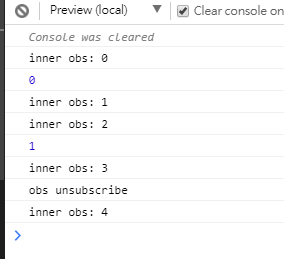 Preview (local) ▼ Clear console on
Console was cleared
inner obs: 0
0
inner obs: 1
inner obs: 2
1
inner obs: 3
obs unsubscribe
inner obs: 4
>